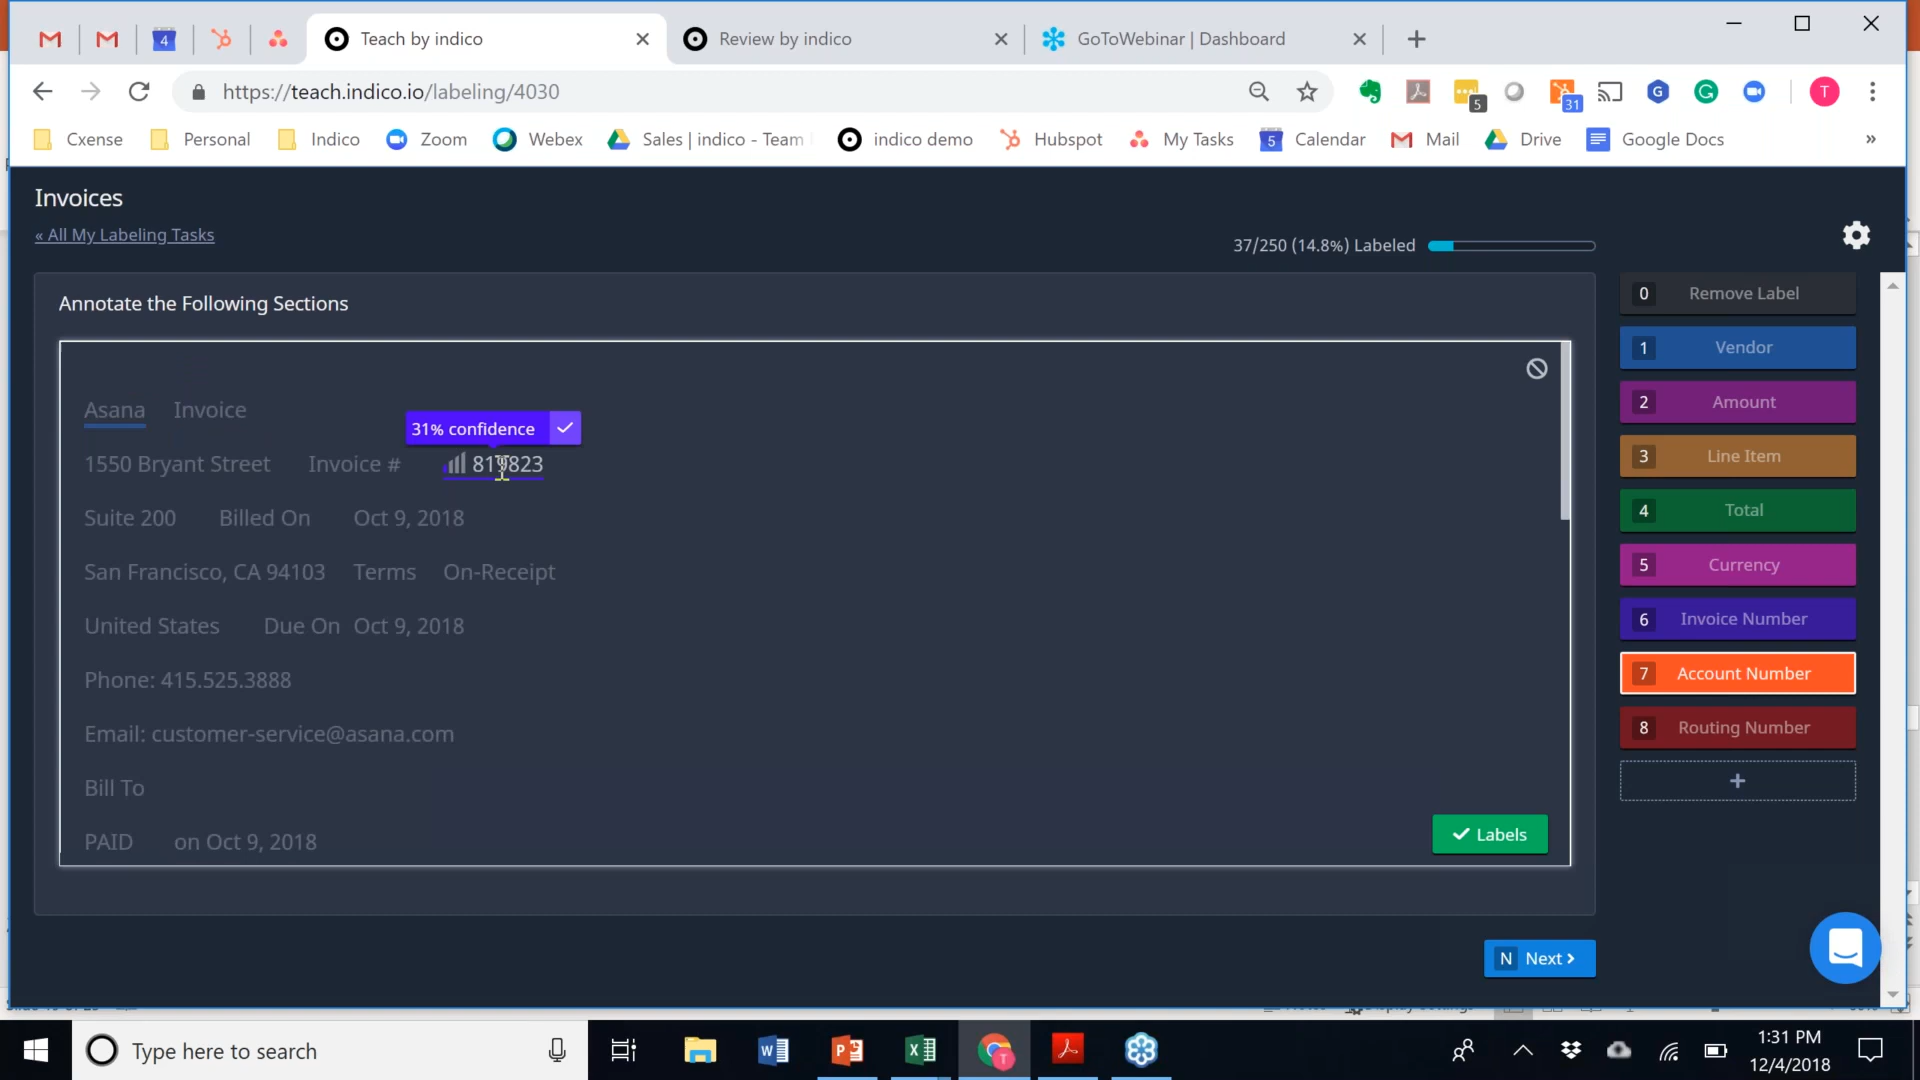 4
Teach by indico
Review by indico
GoToWebinar | Dashboard
https://teach.indico.io/labeling/4030
5
31
G
T
Cxense
Personal
Indico
Zoom
Webex
Sales | indico - Team
indico demo
Hubspot
My Tasks
5
Calendar
Mail
Drive
Google Docs
»
Invoices
« All My Labeling Tasks
37/250 (14.8%) Labeled
Annotate the Following Sections
0 Remove Label
1 Vendor
2 Amount
3 Line Item
4 Total
5 Currency
6 Invoice Number
7 Account Number
8 Routing Number
+
Asana Invoice
31% confidence
1550 Bryant Street Invoice # 819823
Suite 200 Billed On Oct 9, 2018
San Francisco, CA 94103 Terms On-Receipt
United States Due On Oct 9, 2018
Phone: 415.525.3888
Email: customer-service@asana.com
Bill To
PAID on Oct 9, 2018
Labels
N Next >
Type here to search
T
1:31 PM
12/4/2018